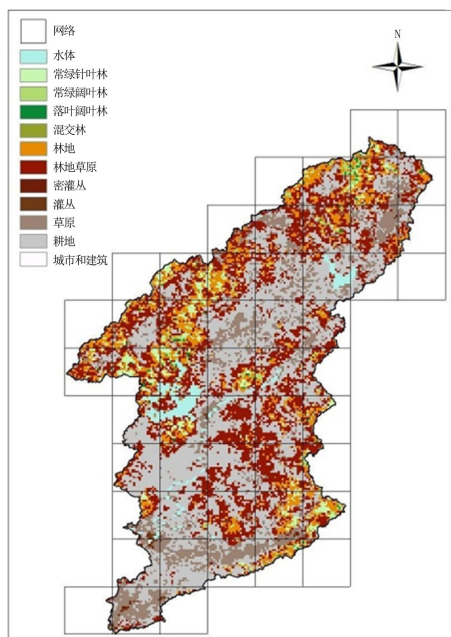 网络
N
水体
常绿针叶林
常绿阔叶林
落叶阔叶林
混交林
林地
林地草原
密灌丛
灌丛
草原
耕地
城市和建筑